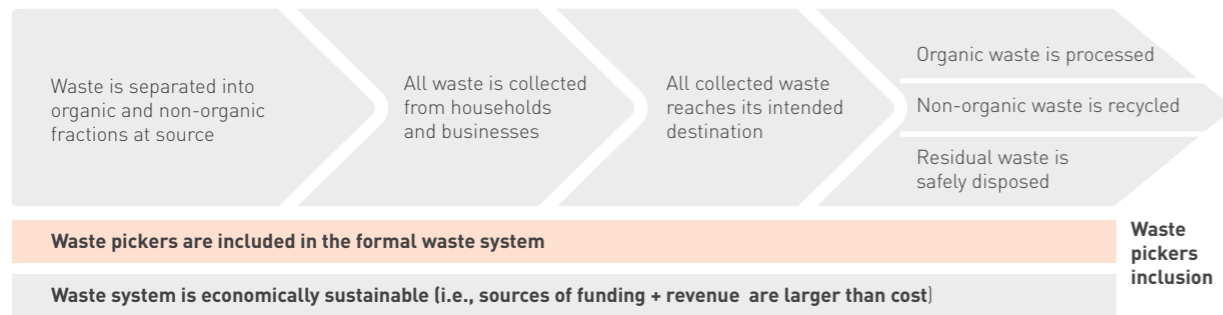 Waste is separated into
organic and non-organic
fractions at source
All waste is collected
from households
and businesses
All collected waste
reaches its intended
destination
Organic waste is processed
Non-organic waste is recycled
Residual waste is
safely disposed
Waste pickers are included in the formal waste system
Waste system is economically sustainable (i.e., sources of funding + revenue are larger than cost)
Waste
pickers
inclusion